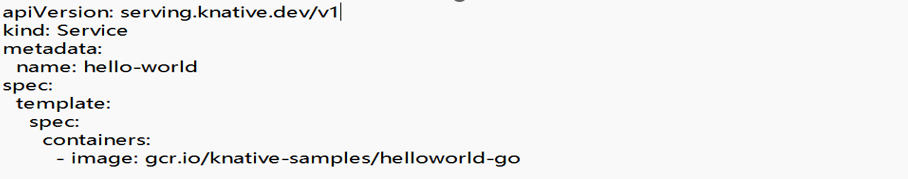 apiVersion: serving.knative.dev/v1
kind: Service
metadata:
  name: hello-world
spec:
  template:
    spec:
      containers:
        - image: gcr.io/knative-samples/helloworld-go